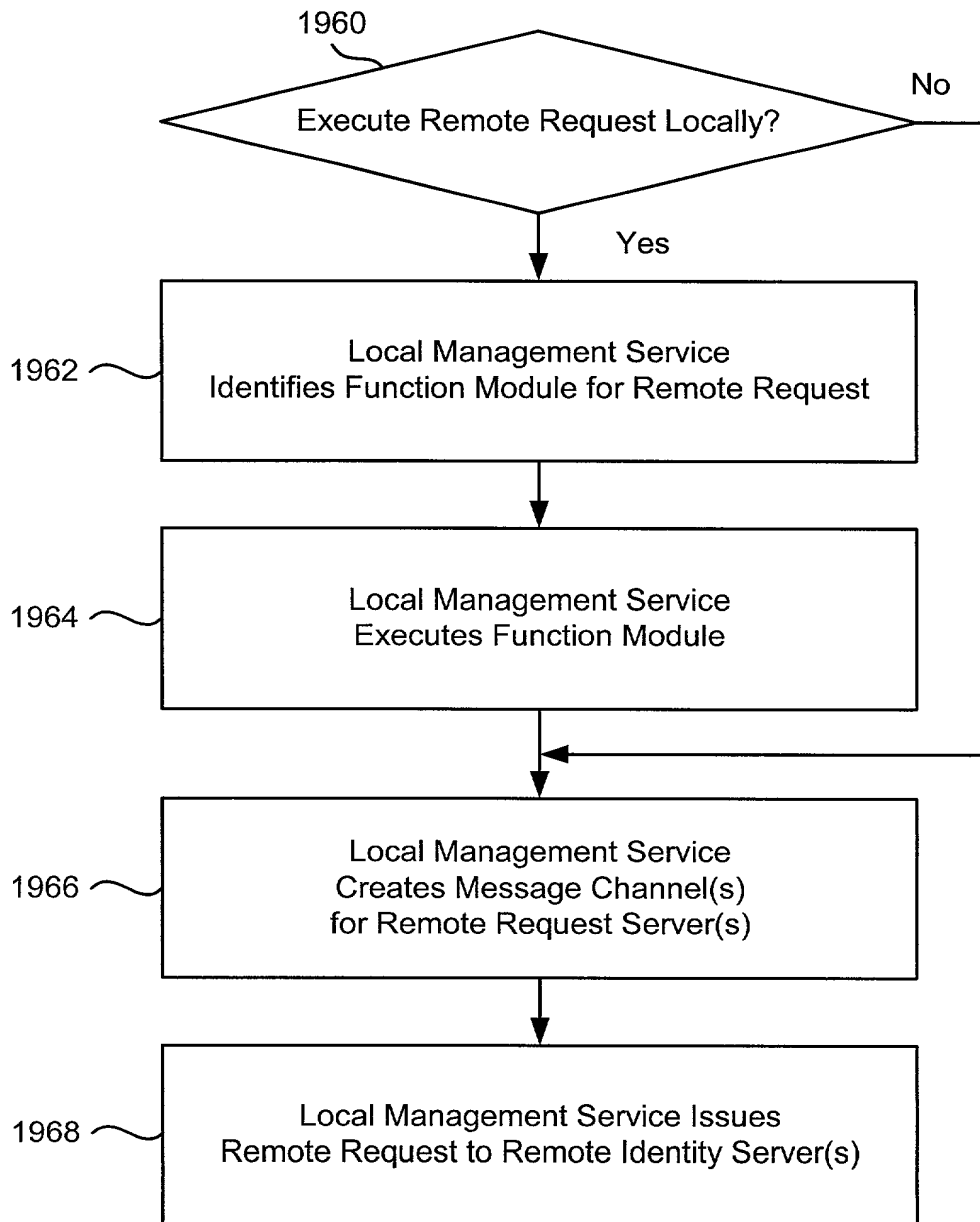 1960
No
Execute Remote Request Locally?
Yes
1962
Local Management Service
Identifies Function Module for Remote Request
1964
Local Management Service
Executes Function Module
1966
Local Management Service
Creates Message Channel(s)
for Remote Request Server(s)
1968
Local Management Service Issues
Remote Request to Remote Identity Server(s)